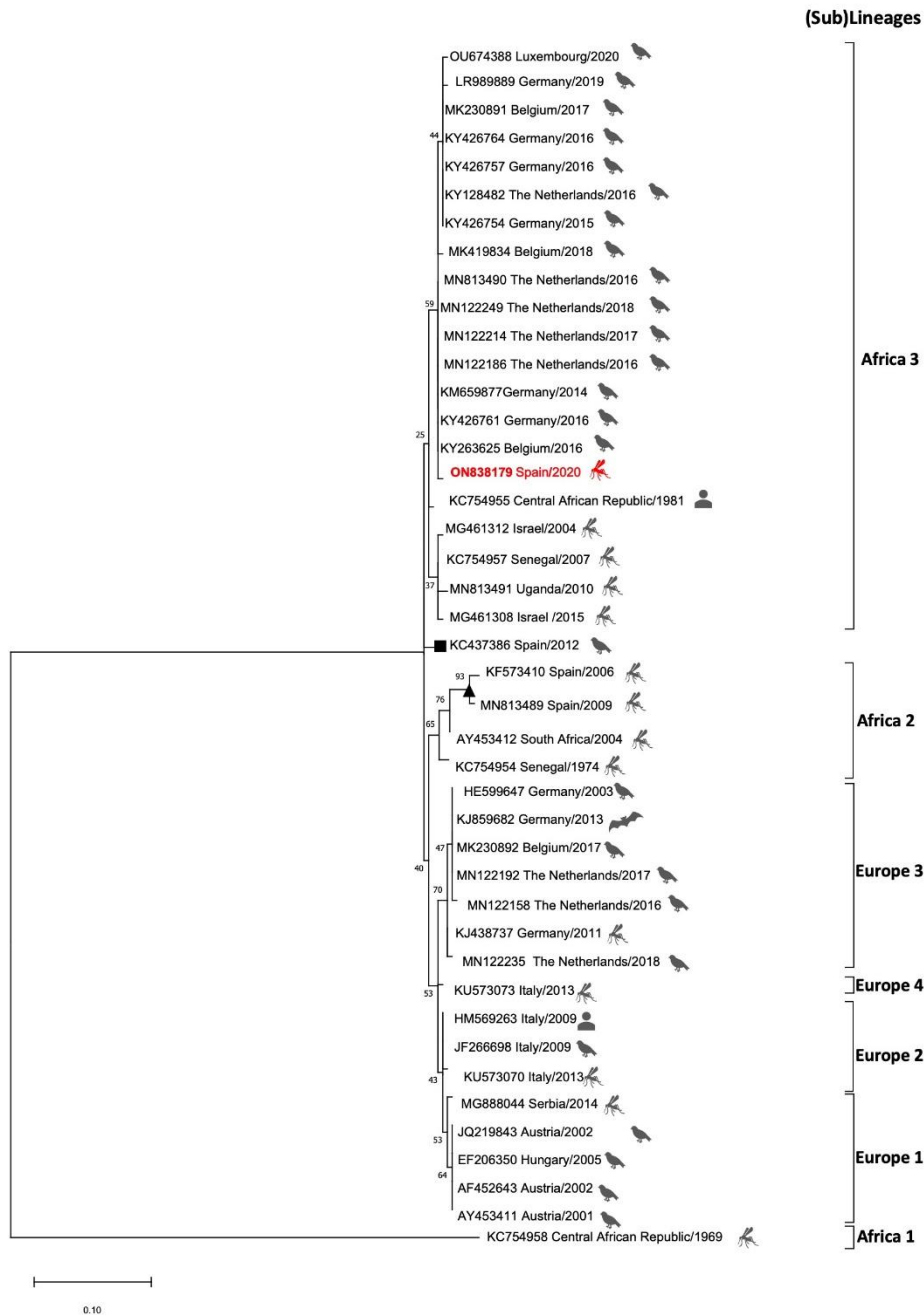 (Sub)Lineages
OU674388 Luxembourg/2020
LR989889 Germany/2019
MK230891 Belgium/2017
44
KY426764 Germany/2016
KY426757 Germany/2016
KY128482 The Netherlands/2016
KY426754 Germany/2015
MK419834 Belgium/2018
MN813490 The Netherlands/2016
59
MN122249 The Netherlands/2018
MN122214 The Netherlands/2017
Africa 3
MN122186 The Netherlands/2016
KM659877Germany/2014
KY426761 Germany/2016
25
KY263625 Belgium/2016
ON838179 Spain/2020
KC754955 Central African Republic/1981
MG461312 Israel/2004
KC754957 Senegal/2007
37
MN813491 Uganda/2010
MG461308 Israel /2015
KC437386 Spain/2012
93
KF573410 Spain/2006
76
MN813489 Spain/2009
Africa 2
65
AY453412 South Africa/2004
KC754954 Senegal/1974
HE599647 Germany/2003
KJ859682 Germany/2013
47
MK230892 Belgium/2017
40
Europe 3
MN122192 The Netherlands/2017
70
MN122158 The Netherlands/2016
KJ438737 Germany/2011
MN122235 The Netherlands/2018
53
KU573073 Italy/2013
Europe 4
HM569263 Italy/2009
JF266698 Italy/2009
Europe 2
43
KU573070 Italy/2013
MG888044 Serbia/2014
JQ219843 Austria/2002
53
EF206350 Hungary/2005
Europe 1
64
AF452643 Austria/2002
AY453411 Austria/2001
KC754958 Central African Republic/1969
Africa 1
0.10